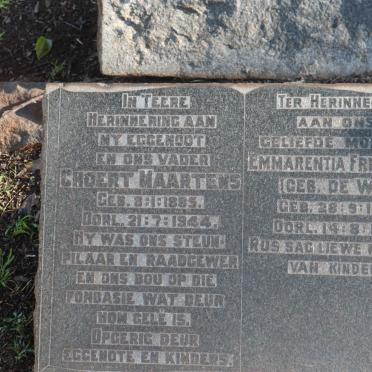 IN TEERE
HERINNERING AAN
MY EGGENOOT
EN ONS VADER
GHOERT MAARTENS
GEB. 8:1:1885.
OORL. 21:7:1944.
HY WAS ONS STEUN-
PILAAR EN RAADGEWER
EN ONS BOU OP DIE
FONDASIE WAT DEUR
HOM GELÊ IS.
OPGERIG DEUR
EGGENOTE EN KINDERS.
TER HERINNE
AAN ONS
GELIEFDE MO
EMMARENTIA FRE
(GEB. DE W
GEB. 28:9:1
OORL. 14:8:
RUS SAG LIEWE
VAN KINDE